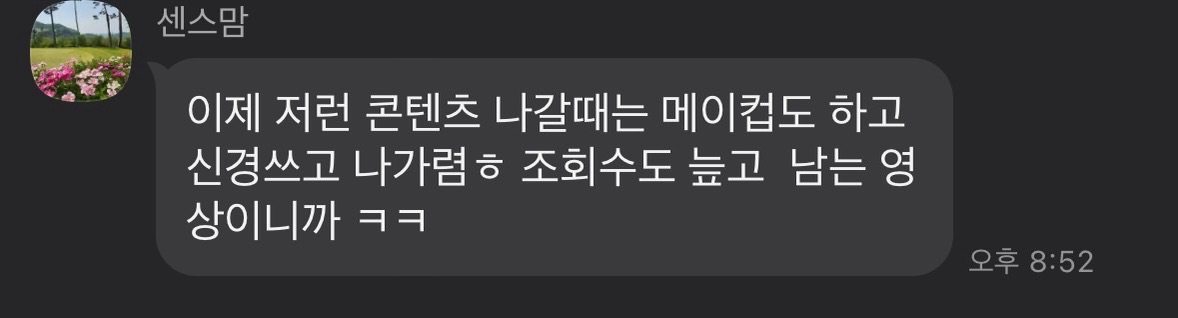 센스맘
이제 저런 콘텐츠 나갈때는 메이컵도 하고
신경쓰고 나가렴ㅎ 조회수도 늪고  남는 영
상이니까 ㅋㅋ
오후 8:52